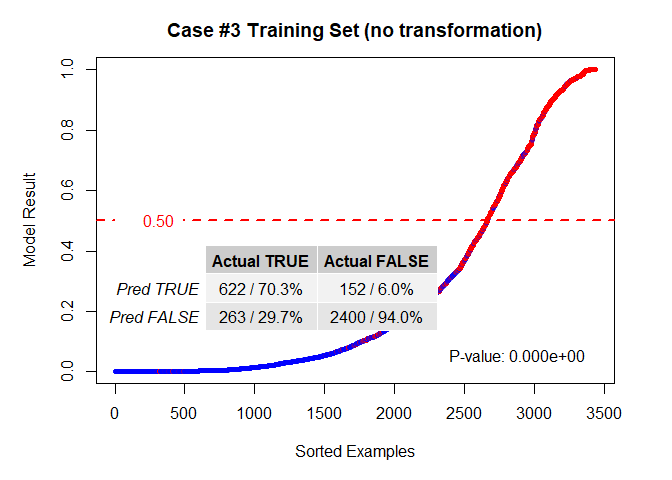 Case #3 Training Set (no transformation)
Model Result
1.0
0.8
0.6
0.4
0.2
0.0
0.50
Actual TRUE Actual FALSE
Pred TRUE 622 / 70.3% 152 / 6.0%
Pred FALSE 263 / 29.7% 2400 / 94.0%
P-value: 0.000e+00
0 500 1000 1500 2000 2500 3000 3500
Sorted Examples